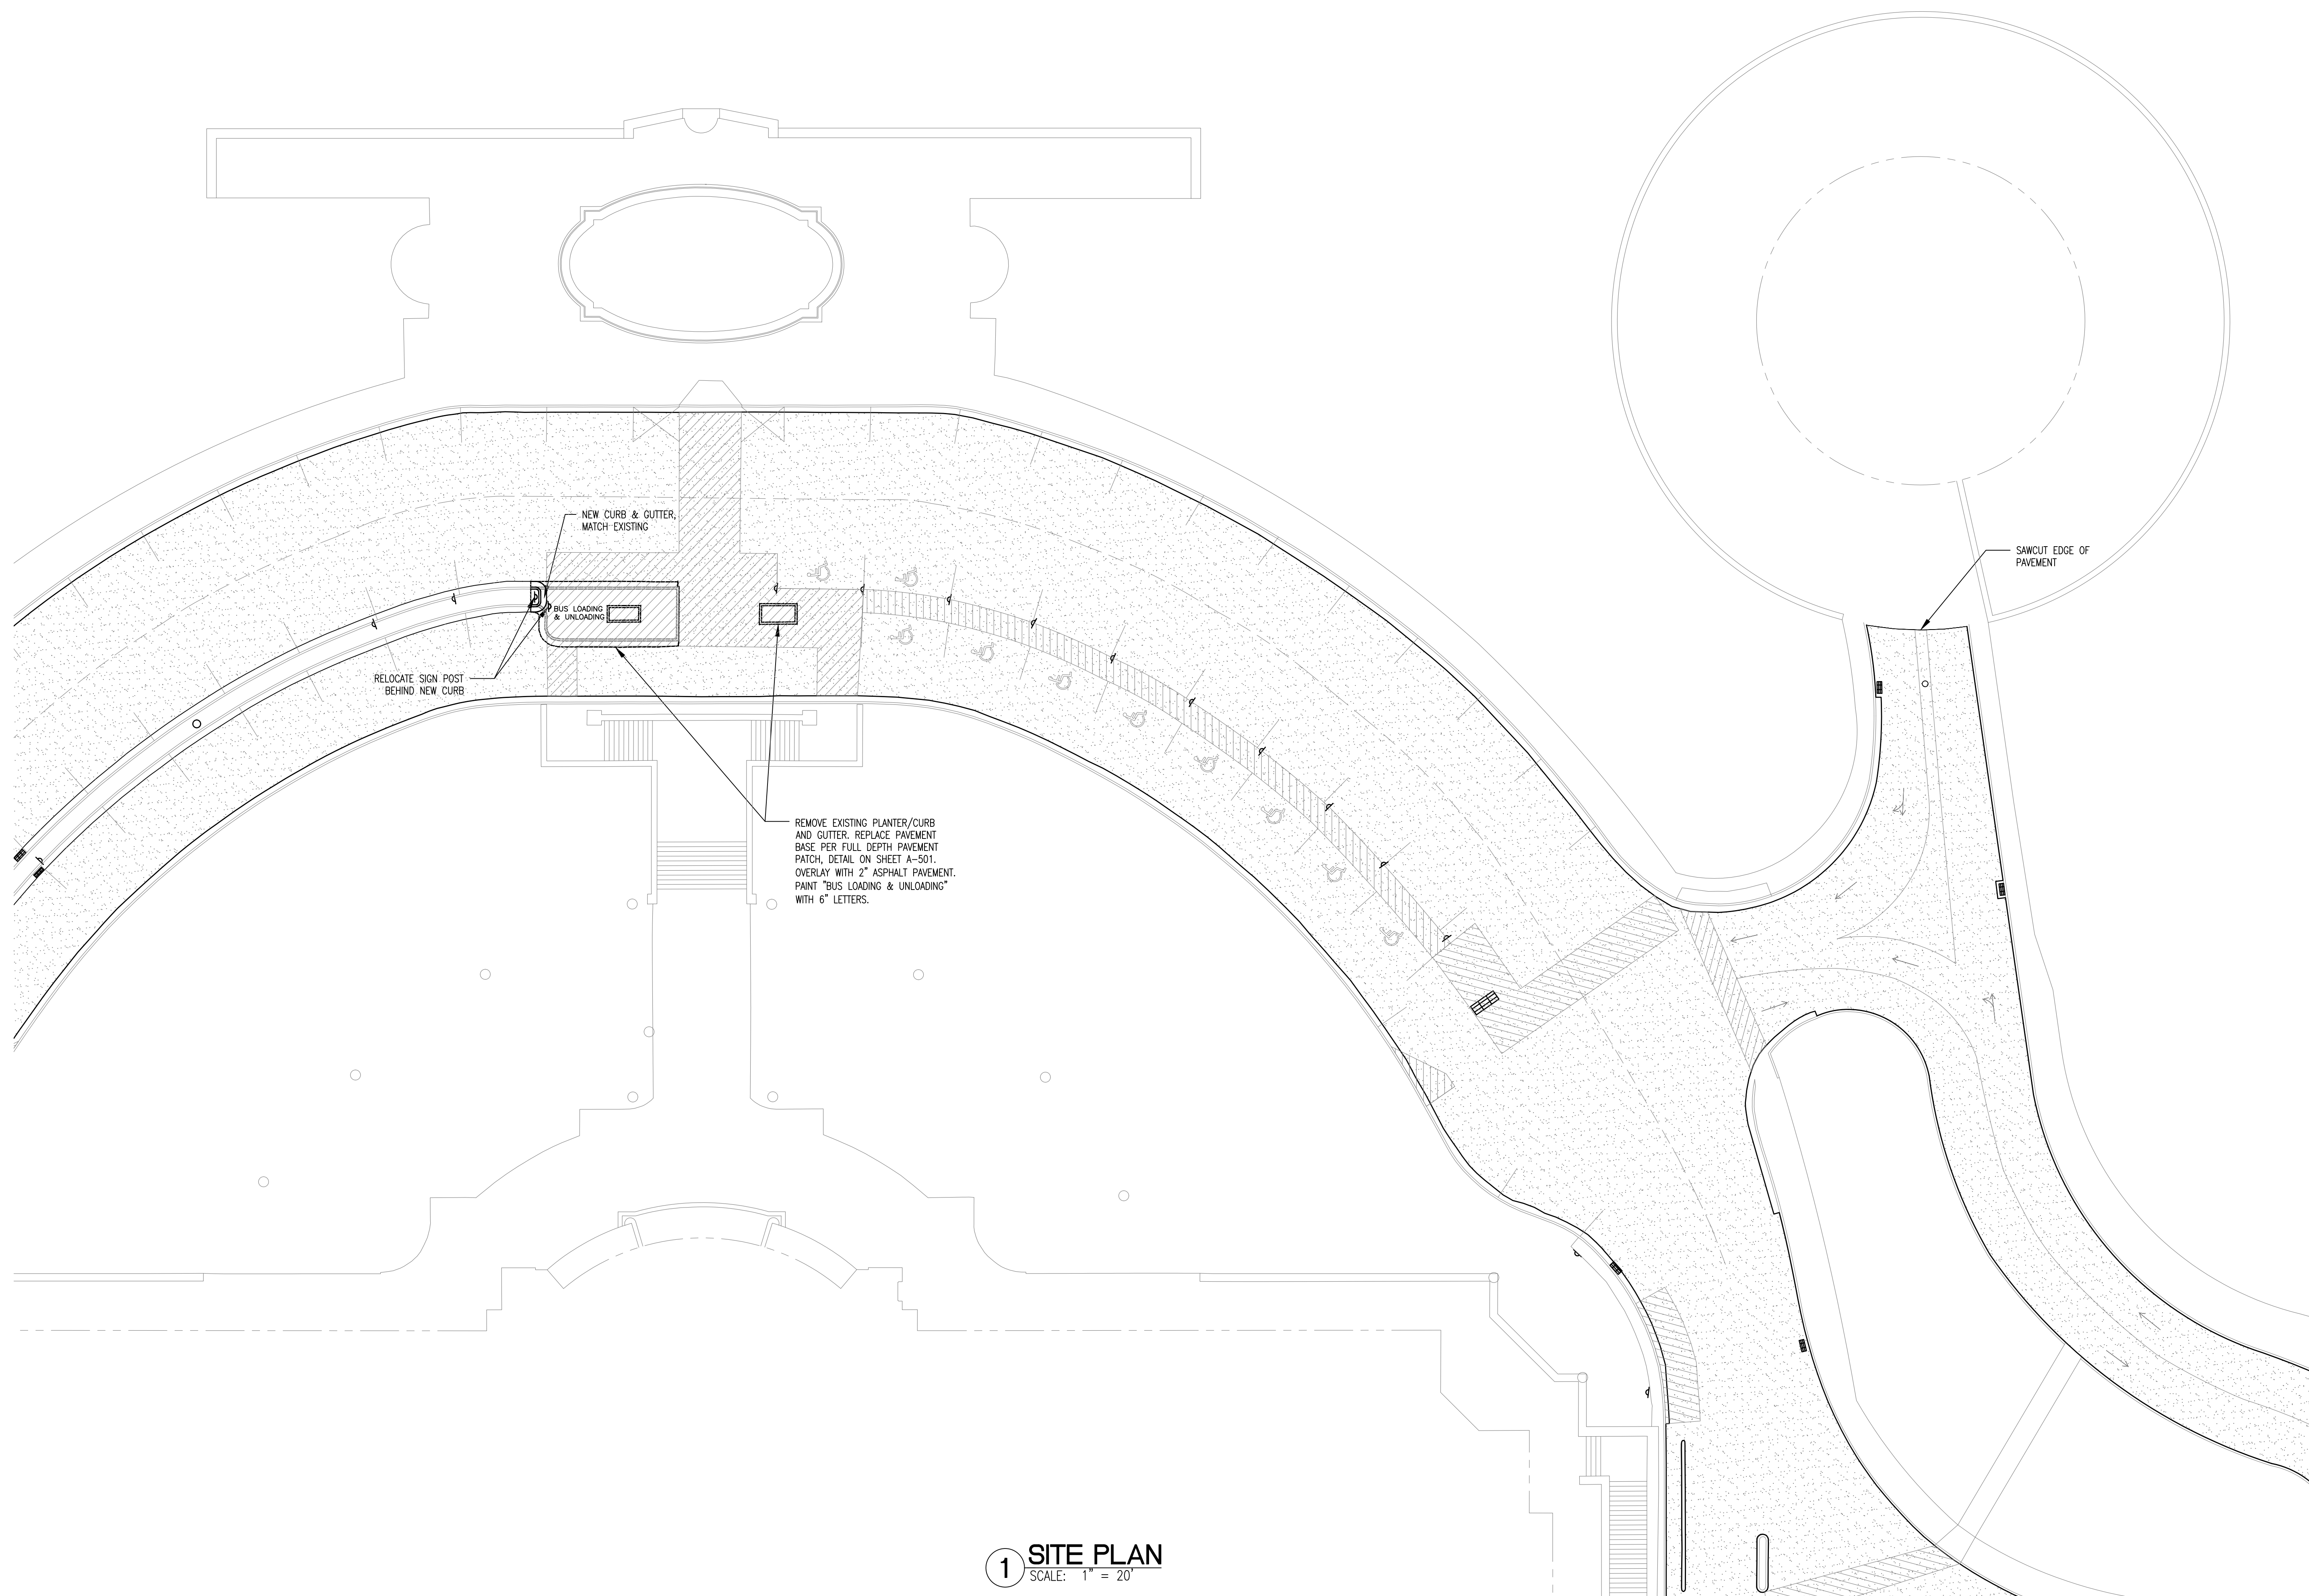 NEW CURB & GUTTER,
MATCH EXISTING
SAWCUT EDGE OF
PAVEMENT
BUS LOADING
& UNLOADING
RELOCATE SIGN POST
BEHIND NEW CURB
REMOVE EXISTING PLANTER/CURB
AND GUTTER. REPLACE PAVEMENT
BASE PER FULL DEPTH PAVEMENT
PATCH, DETAIL ON SHEET A-501.
OVERLAY WITH 2" ASPHALT PAVEMENT.
PAINT "BUS LOADING & UNLOADING"
WITH 6" LETTERS.
1 SITE PLAN
SCALE: 1" = 20'